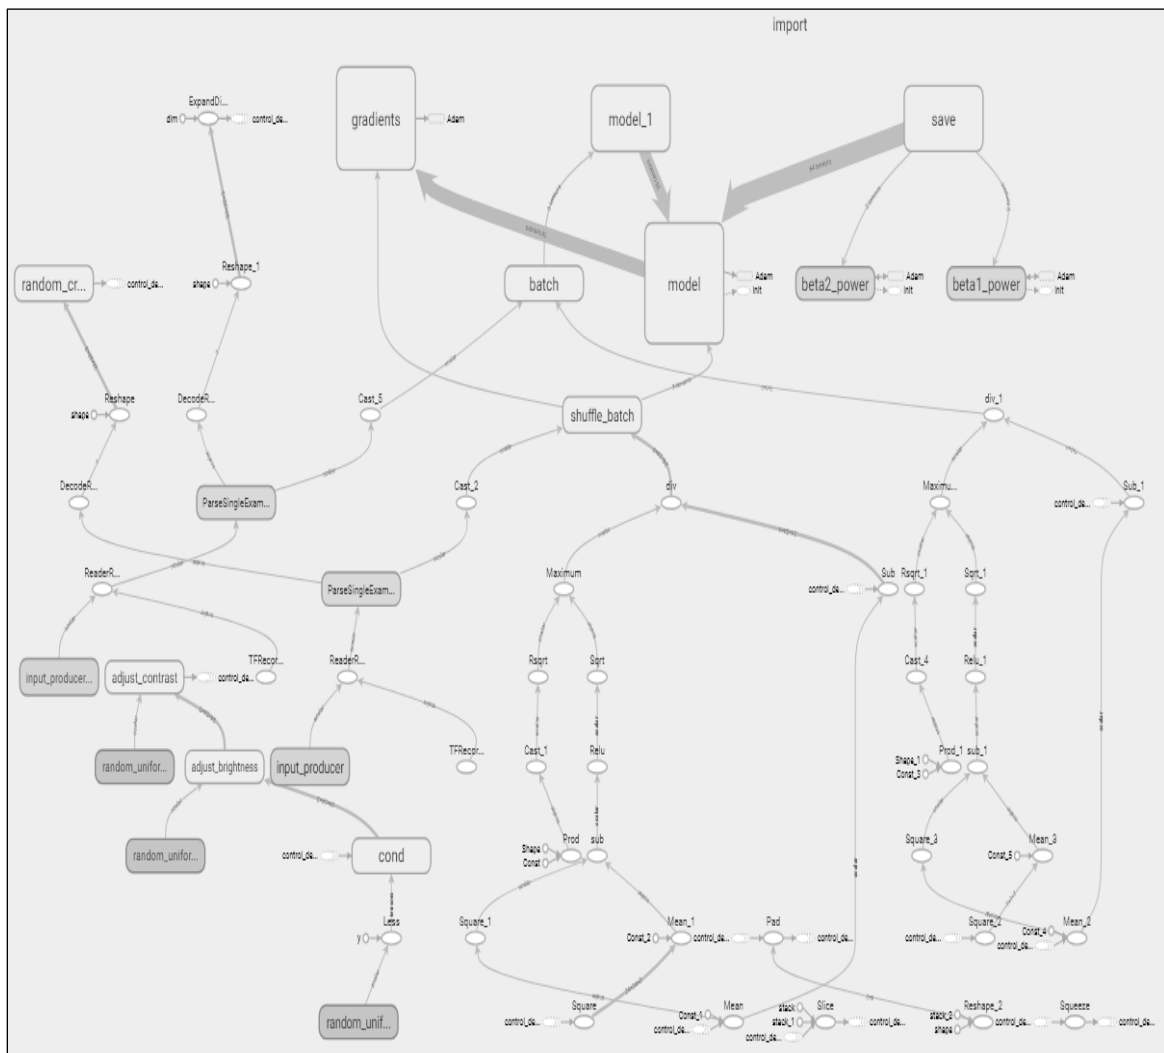 import
gradients
Adam
model_1
save
ExpandDi...
dim
control_de...
random_cr...
control_de...
Reshape_1
shape
batch
model
Adam
Init
beta2_power
Adam
Init
beta1_power
Adam
Init
Reshape
shape
DecodeR...
Cast_5
shuffle_batch
div_1
DecodeR...
ParseSingleExam...
Cast_2
div
Maximu...
Sub_1
control_de...
ReaderR...
ParseSingleExam...
Maximum
control_de...
Sub
Rsqrt_1
Sqrt_1
input_producer...
adjust_contrast
control_de...
TFRecor...
ReaderR...
Rsqrt
Sqrt
Cast_4
Relu_1
random_unifor...
adjust_brightness
input_producer
TFRecor...
Cast_1
Relu
Shape_1
Const_3
Prod_1
sub_1
random_unifor...
control_de...
cond
Shape
Const
Prod
sub
Square_3
Const_5
Mean_3
y
Less
Square_1
Const_2
Mean_1
control_de...
Pad
control_de...
control_de...
Square_2
Const_4
control_de...
Mean_2
random_unif...
control_de...
Square
Const_1
control_de...
Mean
stack
stack_1
control_de...
Slice
control_de...
stack_2
shape
Reshape_2
control_de...
Squeeze
control_de...